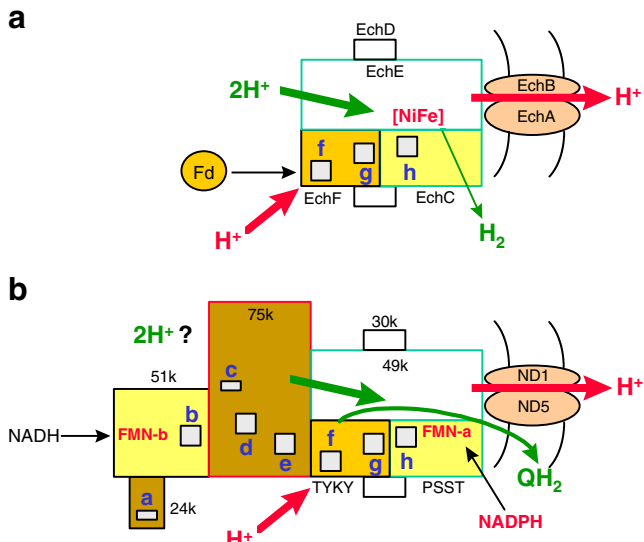 a
EchD
EchE
2H+
[NiFe]
EchB
EchA
H+
Fd
f
g
h
EchF
EchC
H+
H2
b
75k
30k
2H+ ?
49k
51k
c
ND1
H+
ND5
NADH
FMN-b
b
d
e
f
g
h
FMN-a
a
24k
TYKY
PSST
QH2
H+
NADPH